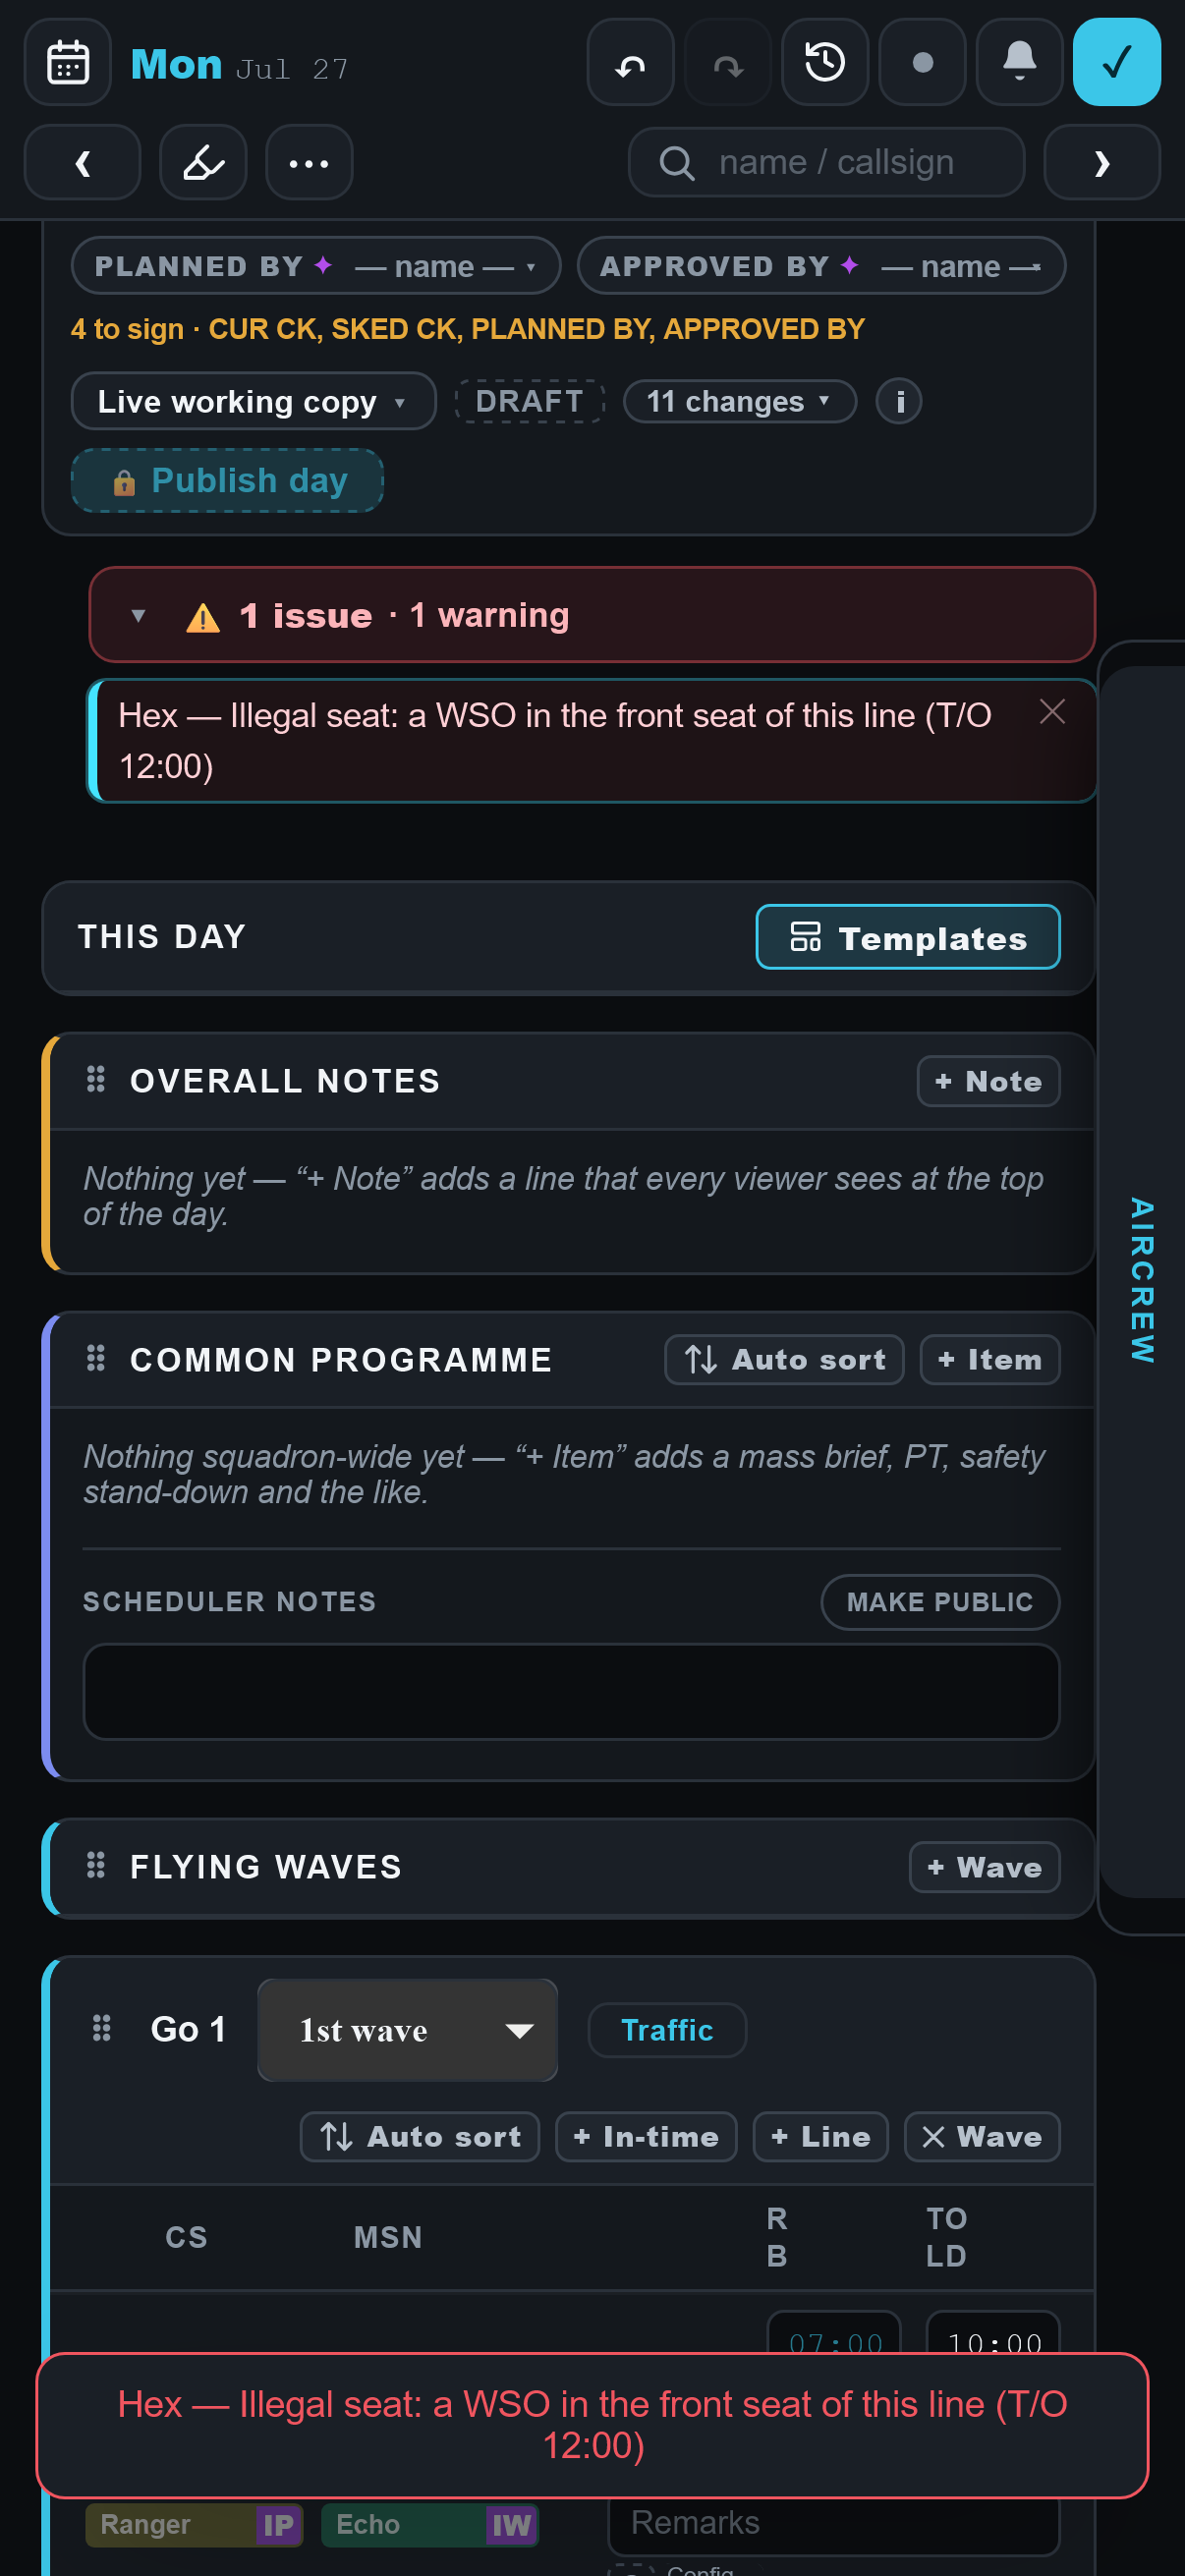 Mon Jul 27
name / callsign
PLANNED BY — name —
APPROVED BY — name —
4 to sign · CUR CK, SKED CK, PLANNED BY, APPROVED BY
Live working copy
DRAFT
11 changes
i
Publish day
1 issue · 1 warning
Hex — Illegal seat: a WSO in the front seat of this line (T/O
12:00)
THIS DAY
Templates
OVERALL NOTES
+ Note
Nothing yet — “+ Note” adds a line that every viewer sees at the top
of the day.
AIRCREW
COMMON PROGRAMME
Auto sort
+ Item
Nothing squadron-wide yet — “+ Item” adds a mass brief, PT, safety
stand-down and the like.
SCHEDULER NOTES
MAKE PUBLIC
FLYING WAVES
+ Wave
Go 1
1st wave
Traffic
Auto sort
+ In-time
+ Line
× Wave
CS
MSN
R
B
TO
LD
07:00
10:00
Hex — Illegal seat: a WSO in the front seat of this line (T/O
12:00)
Ranger IP
Echo IW
Remarks
Config